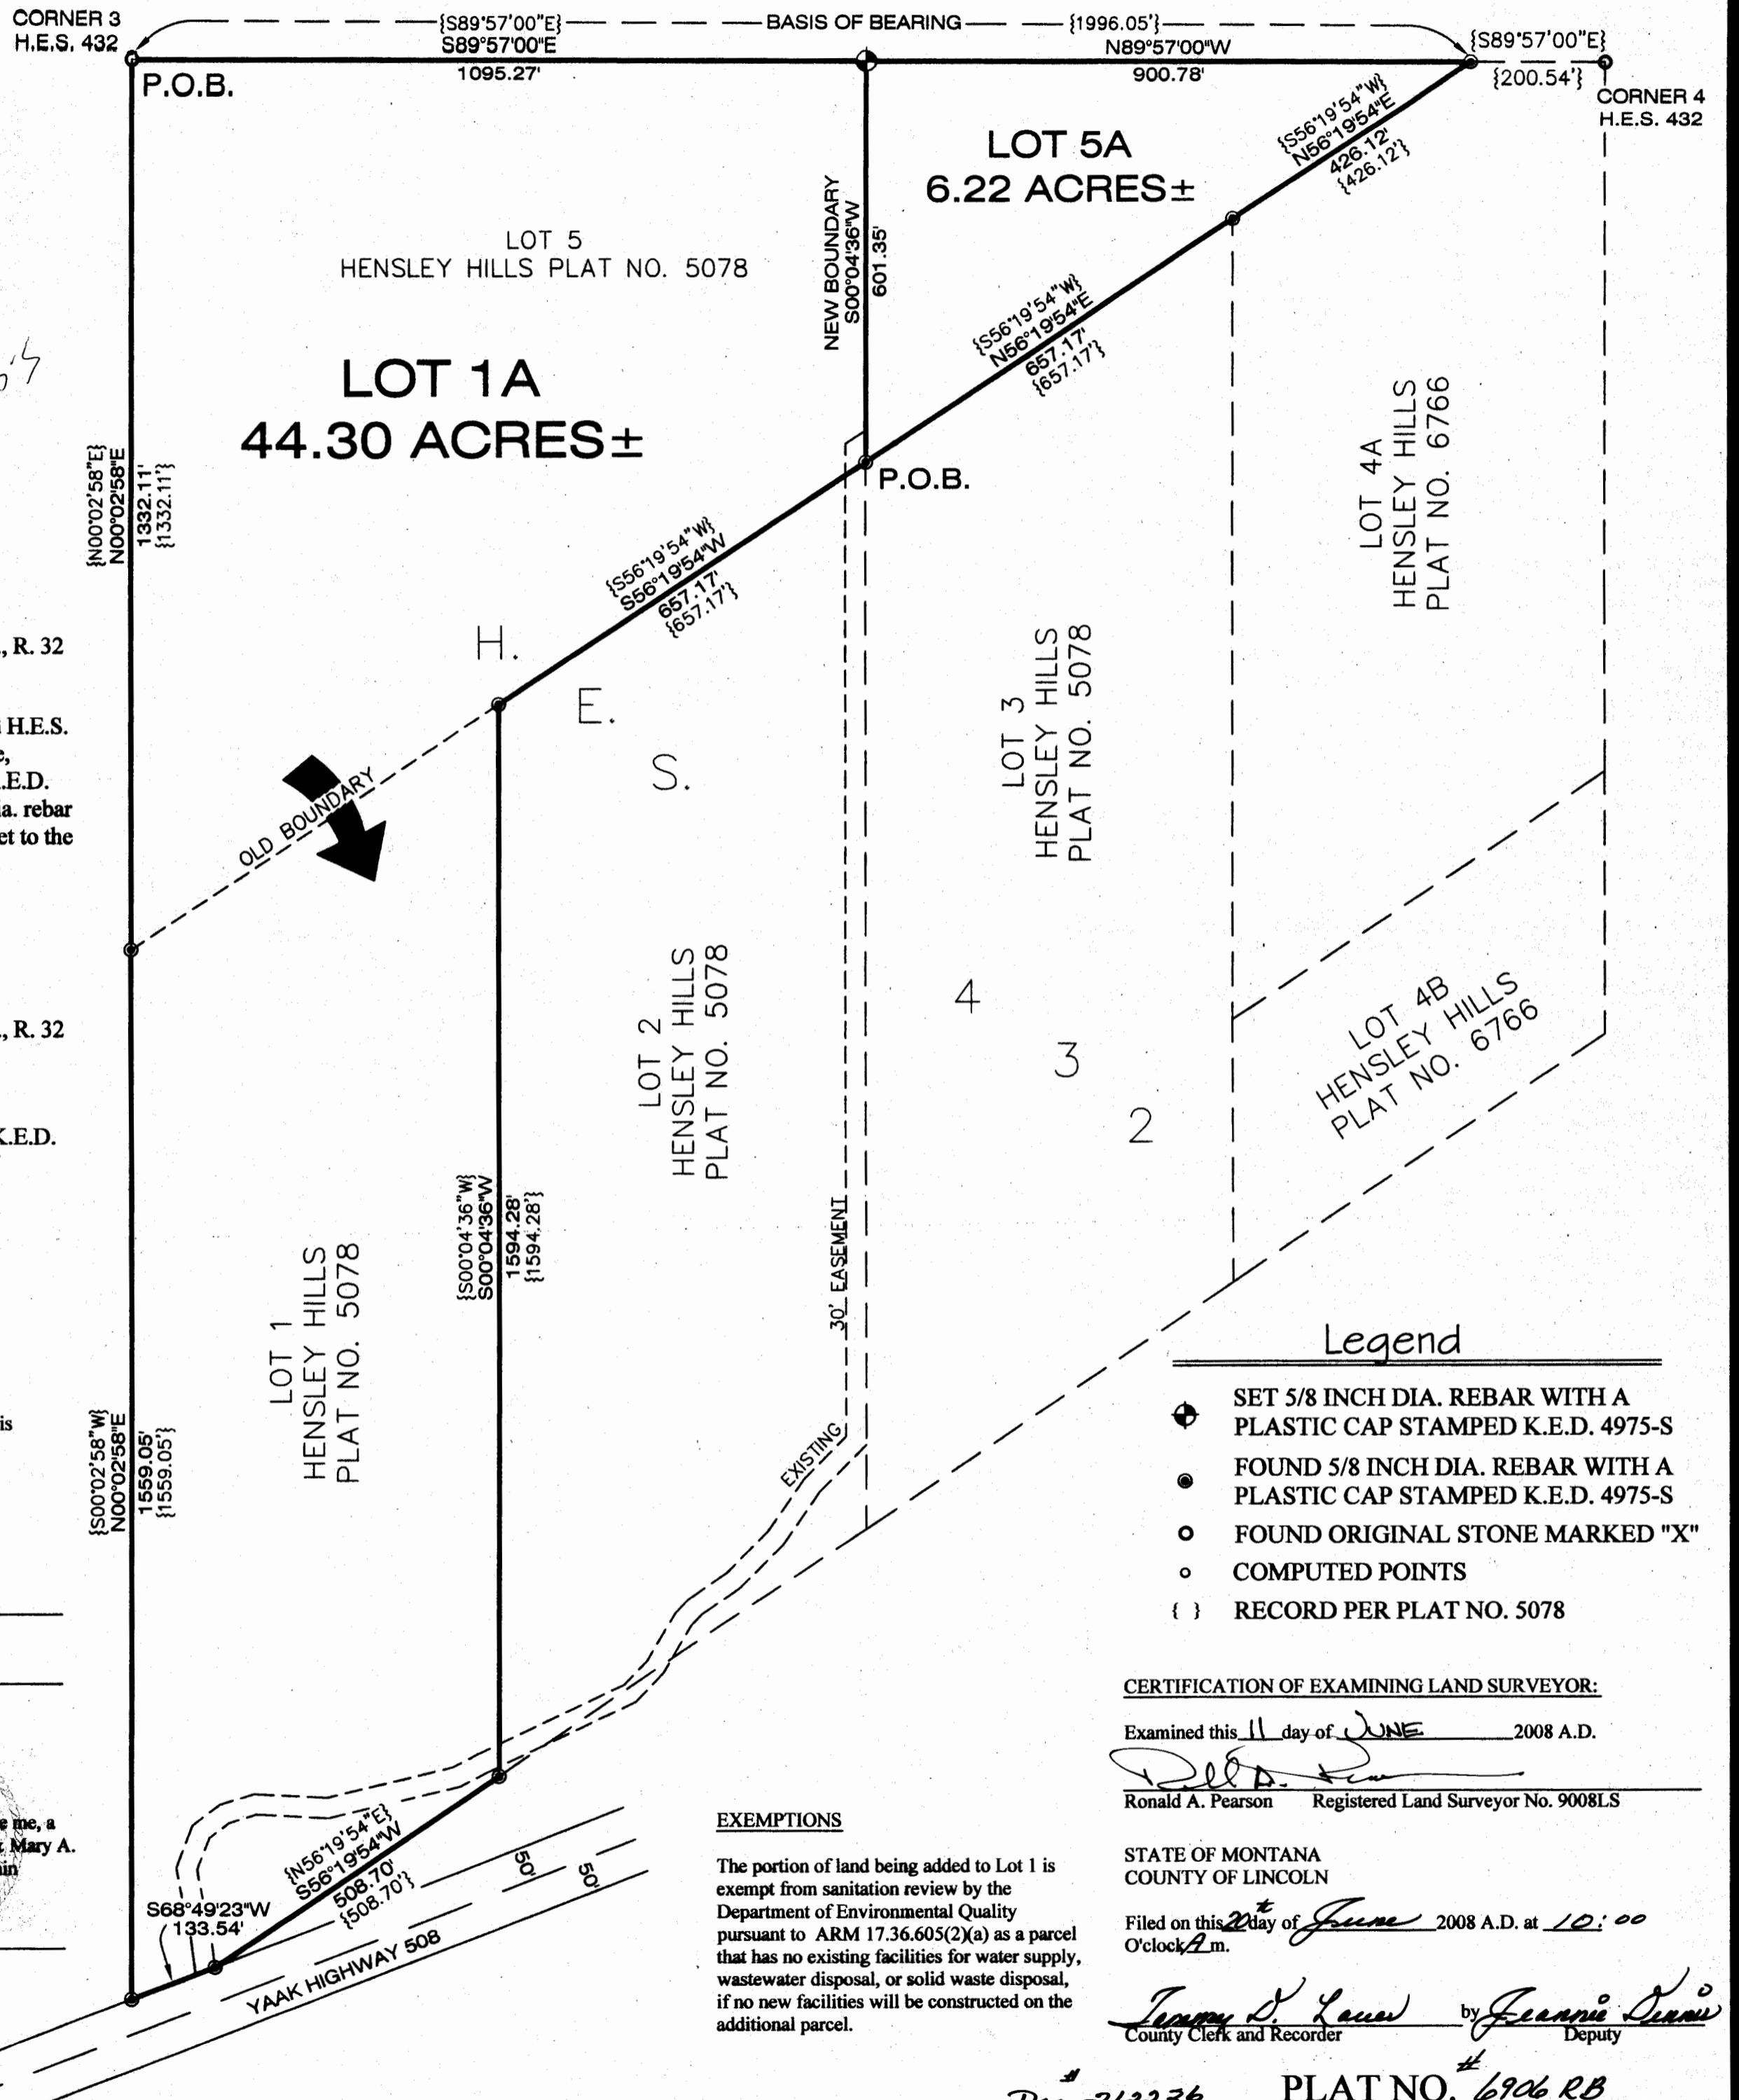 CORNER 3
H.E.S. 432
{S89°57'00"E}
BASIS OF BEARING
{1996.05'}
S89°57'00"E
N89°57'00"W
{S89°57'00"E}
1095.27'
900.78'
{200.54'}
P.O.B.
CORNER 4
H.E.S. 432
LOT 5A
6.22 ACRES±
{S56°19'54"W}
N56°19'54"E
426.12'
{426.12'}
LOT 5
HENSLEY HILLS PLAT NO. 5078
NEW BOUNDARY
S00°04'36"W
601.35'
{S56°19'54"W}
N56°19'54"E
657.17'
{657.17'}
LOT 1A
44.30 ACRES±
{N00°02'58"E}
N00°02'58"E
1332.11'
{1332.11'}
P.O.B.
LOT 4A
HENSLEY HILLS
PLAT NO. 6766
{S56°19'54"W}
S56°19'54"W
657.17'
{657.17'}
, R. 32
H.
E.
S.
H.E.S.
e,
.E.D.
ia. rebar
et to the
OLD BOUNDARY
LOT 3
HENSLEY HILLS
PLAT NO. 5078
LOT 2
HENSLEY HILLS
PLAT NO. 5078
4
3
2
LOT 4B
HENSLEY HILLS
PLAT NO. 6766
, R. 32
K.E.D.
{S00°04'36"W}
S00°04'36"W
1594.28'
{1594.28'}
30' EASEMENT
EXISTING
LOT 1
HENSLEY HILLS
PLAT NO. 5078
is
{S00°02'58"W}
N00°02'58"E
1559.05'
{1559.05'}
Legend
SET 5/8 INCH DIA. REBAR WITH A
PLASTIC CAP STAMPED K.E.D. 4975-S
FOUND 5/8 INCH DIA. REBAR WITH A
PLASTIC CAP STAMPED K.E.D. 4975-S
FOUND ORIGINAL STONE MARKED "X"
COMPUTED POINTS
{ } RECORD PER PLAT NO. 5078
CERTIFICATION OF EXAMINING LAND SURVEYOR:
Examined this 11 day of JUNE 2008 A.D.
Ronald A. Pearson Registered Land Surveyor No. 9008LS
e me, a
Mary A.
in
{N56°19'54"E}
S56°19'54"W
508.70'
{508.70'}
S68°49'23"W
133.54'
50'
50'
YAAK HIGHWAY 508
EXEMPTIONS
The portion of land being added to Lot 1 is
exempt from sanitation review by the
Department of Environmental Quality
pursuant to ARM 17.36.605(2)(a) as a parcel
that has no existing facilities for water supply,
wastewater disposal, or solid waste disposal,
if no new facilities will be constructed on the
additional parcel.
STATE OF MONTANA
COUNTY OF LINCOLN
Filed on this 20th day of June 2008 A.D. at 10:00
O'clock A m.
Tammy D. Lauer by Jeannie Dennis
County Clerk and Recorder Deputy
PLAT NO. # 6906 RB